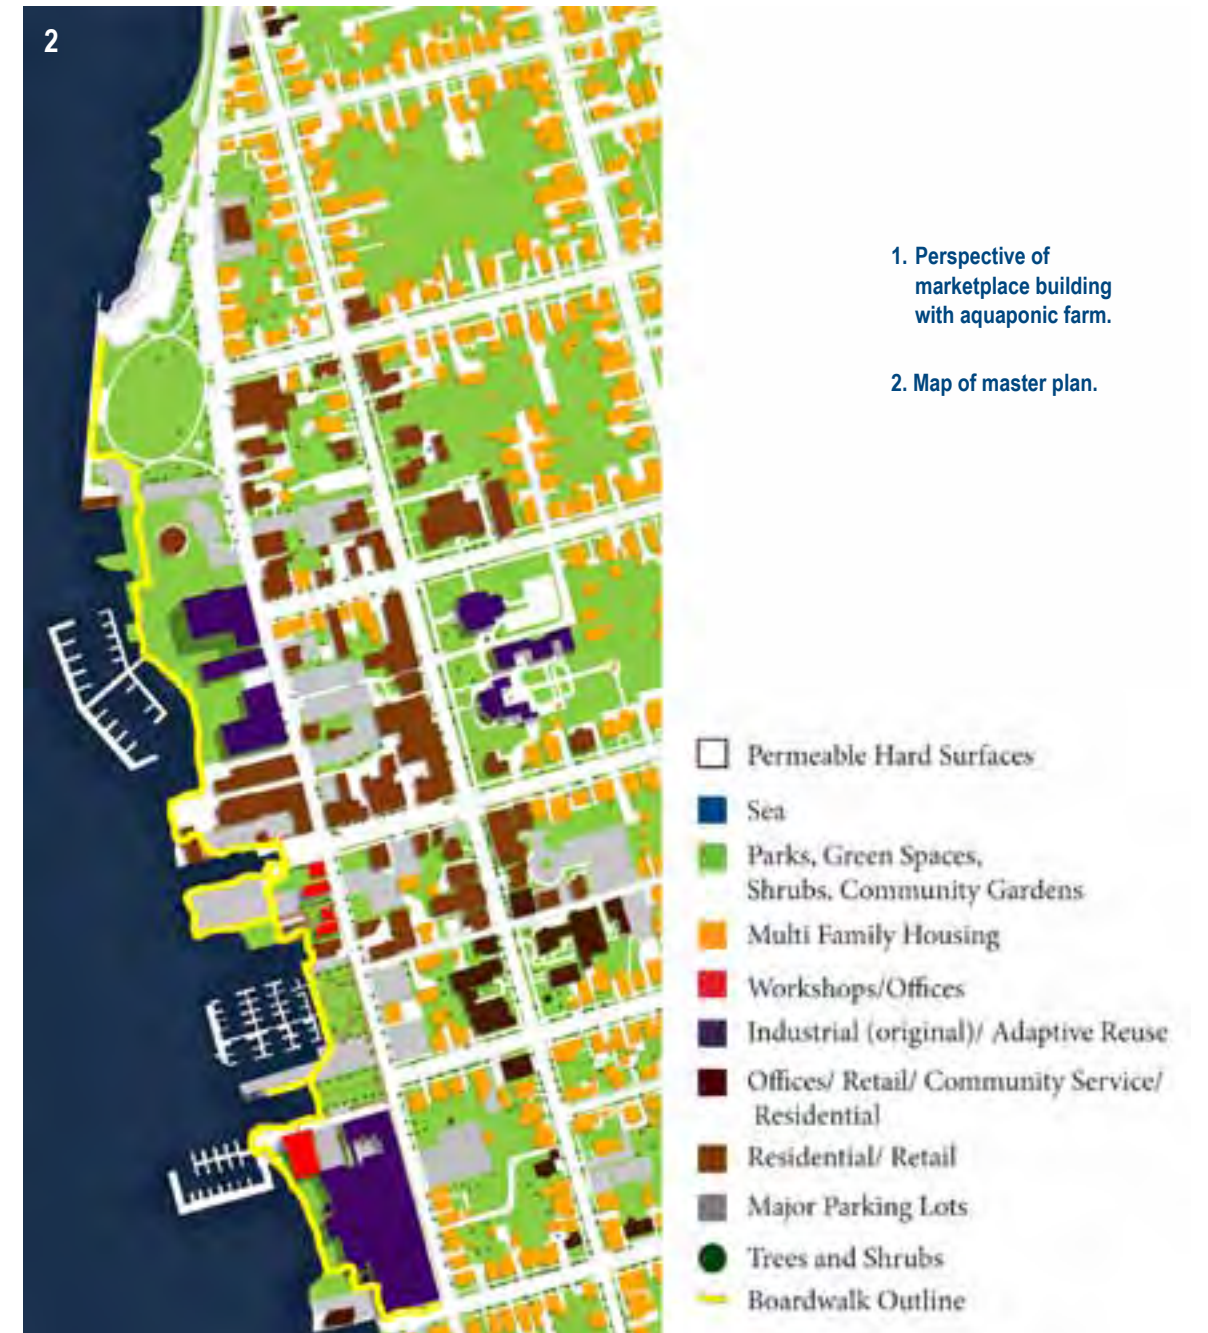 2
1. Perspective of
marketplace building
with aquaponic farm.
2. Map of master plan.
Permeable Hard Surfaces
Sea
Parks, Green Spaces,
Shrubs, Community Gardens
Multi Family Housing
Workshops/Offices
Industrial (original)/ Adaptive Reuse
Offices/ Retail/ Community Service/
Residential
Residential/ Retail
Major Parking Lots
Trees and Shrubs
Boardwalk Outline